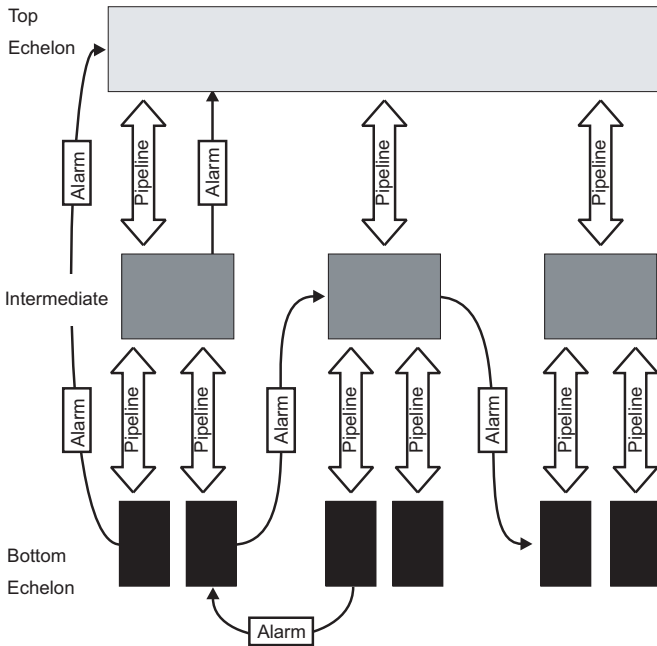 Top
Echelon
Pipeline
Alarm
Alarm
Pipeline
Pipeline
Intermediate
Alarm
Pipeline
Pipeline
Alarm
Pipeline
Pipeline
Alarm
Pipeline
Pipeline
Bottom
Echelon
Alarm